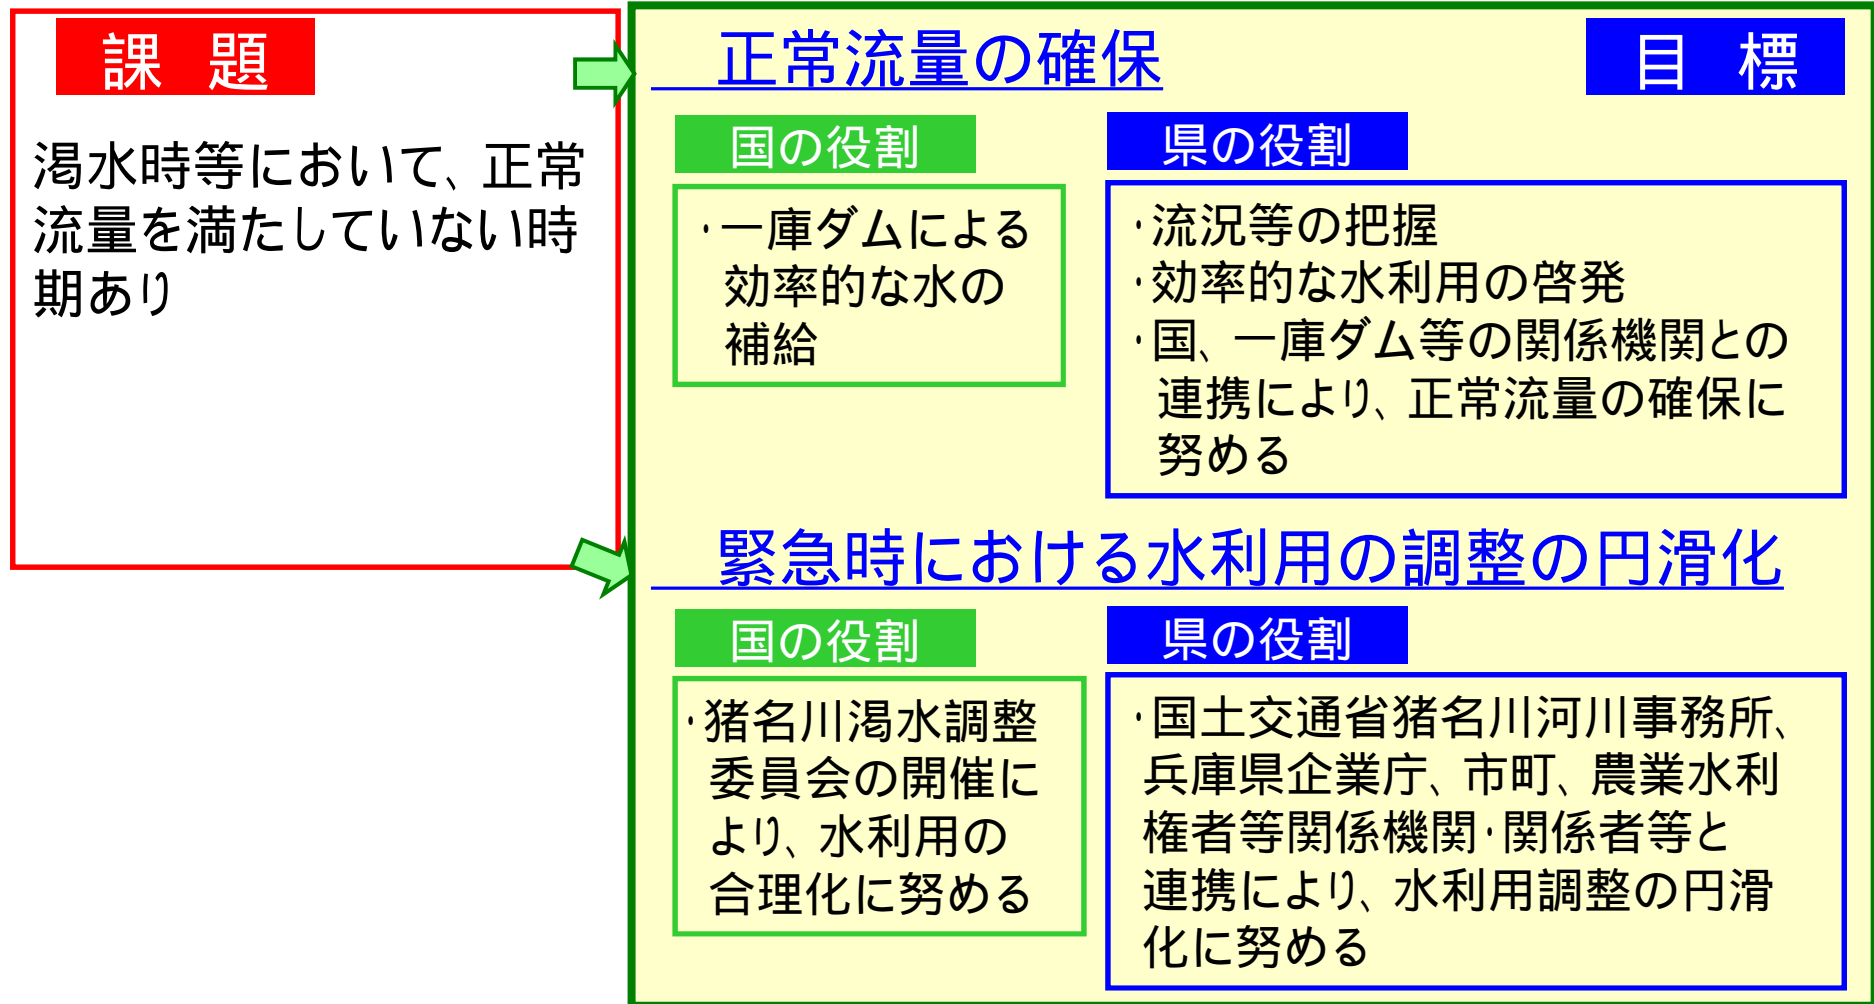 課　題
渇水時等において、正常
流量を満たしていない時
期あり
正常流量の確保
目　標
国の役割
・一庫ダムによる
効率的な水の
補給
県の役割
・流況等の把握
・効率的な水利用の啓発
・国、一庫ダム等の関係機関との
連携により、正常流量の確保に
努める
緊急時における水利用の調整の円滑化
国の役割
・猪名川渇水調整
委員会の開催に
より、水利用の
合理化に努める
県の役割
・国土交通省猪名川河川事務所、
兵庫県企業庁、市町、農業水利
権者等関係機関・関係者等と
連携により、水利用調整の円滑
化に努める